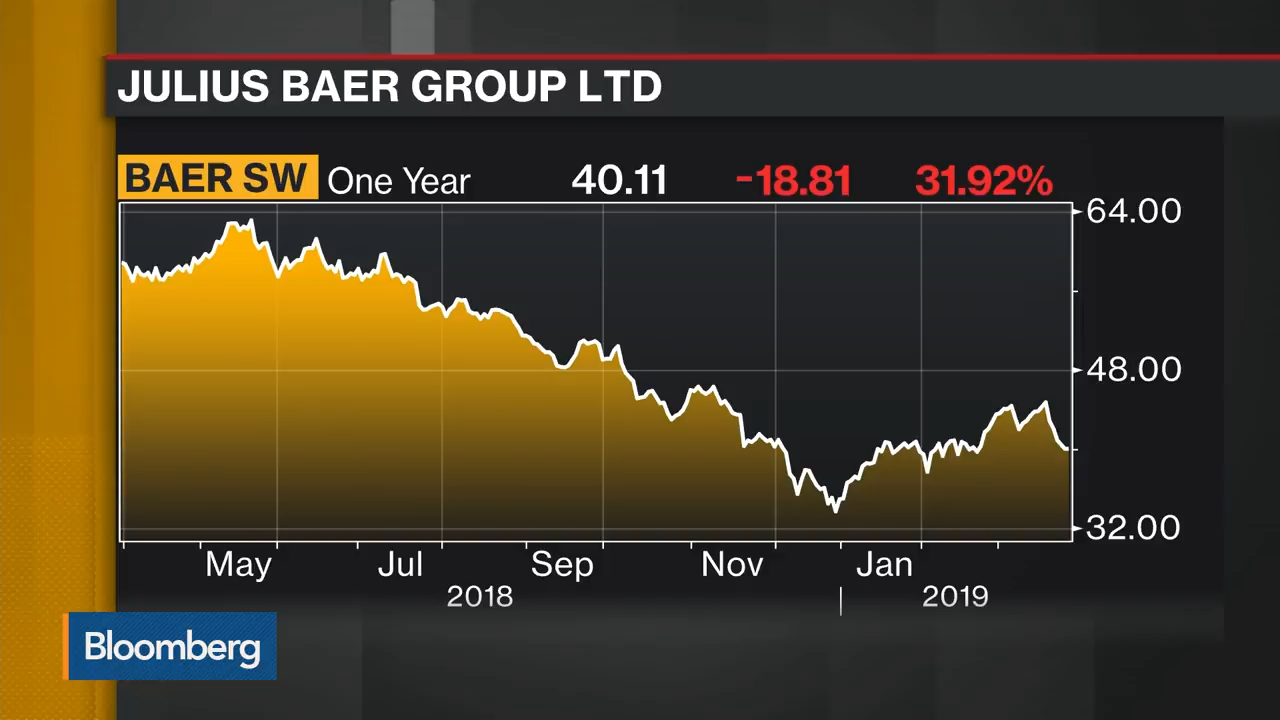 JULIUS BAER GROUP LTD
BAER SW One Year 40.11 -18.81 31.92%
64.00
48.00
32.00
May Jul Sep Nov Jan
2018 2019
Bloomberg